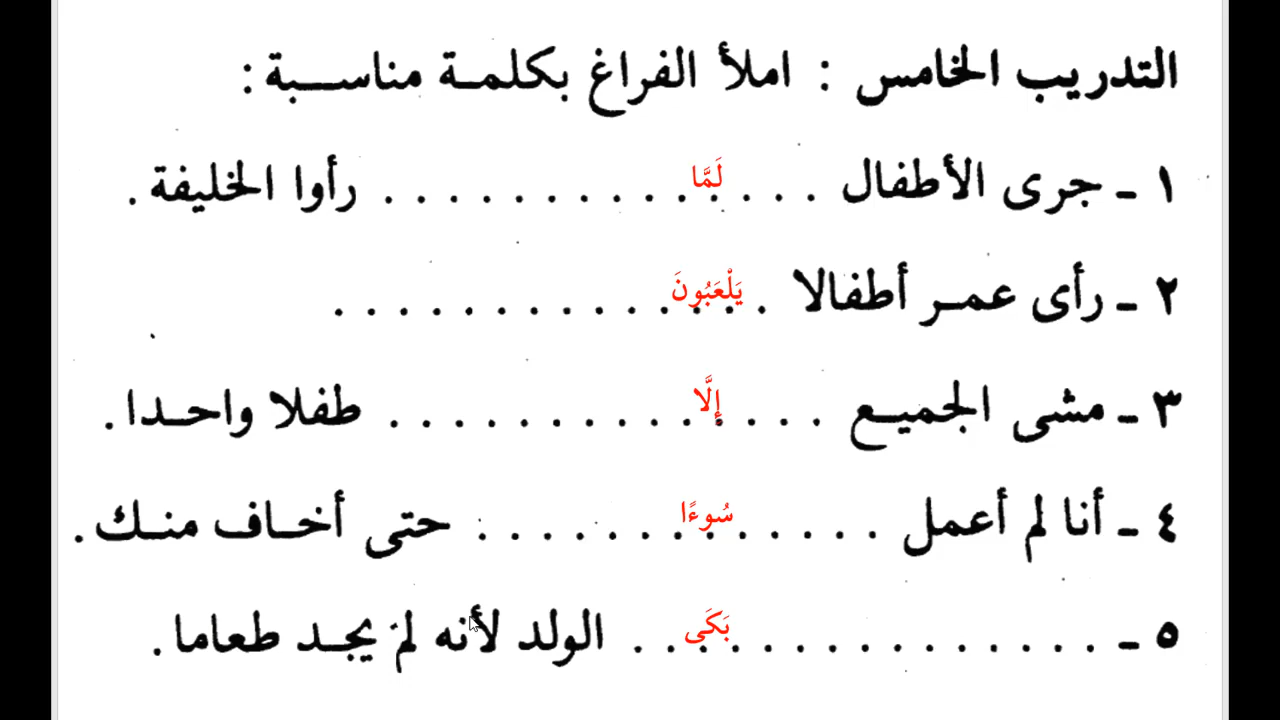 التدريب الخامس : املأ الفراغ بكلمة مناسبة :
١ ـ جرى الأطفال . . . لَمَّا . . . . . . . . . . رأوا الخليفة .
٢ ـ رأى عمر أطفالا . يَلْعَبُونَ . . . . . . . . . . .
٣ ـ مشى الجميع . . . إِلَّا . . . . . . . . . . طفلا واحدا .
٤ ـ أنا لم أعمل . . . . . سُوءًا . . . . . . . حتى أخاف منك .
٥ ـ . . . . . . . . . . . بَكَى . . الولد لأنه لم يجد طعاما .